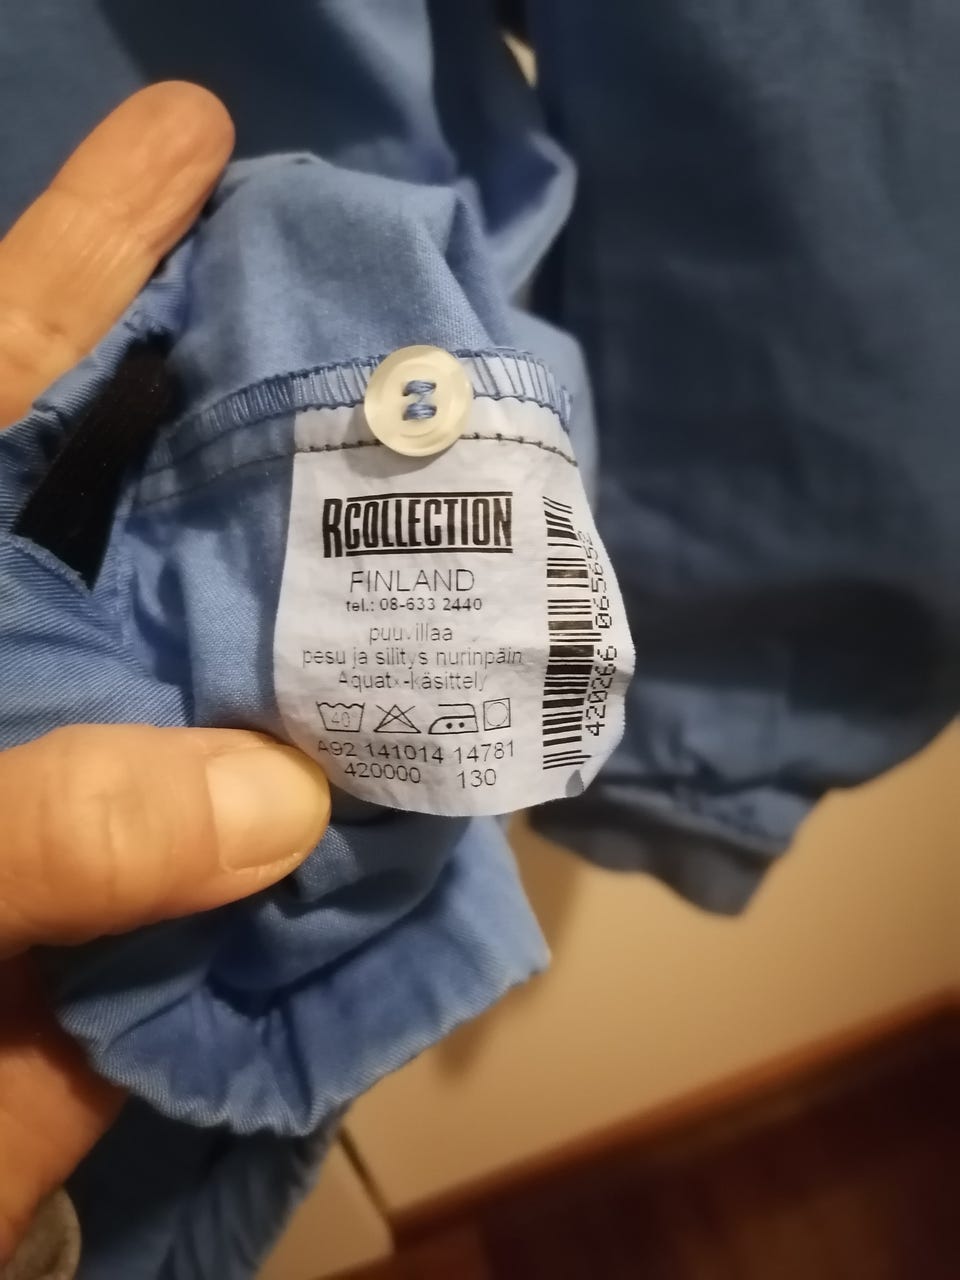 RCOLLECTION
FINLAND
tel.: 08-633 2440
puuvillaa
pesu ja silitys nurinpäin
Aquatx-käsittely
40
A92 141014 14781
420000 130
420266 065652